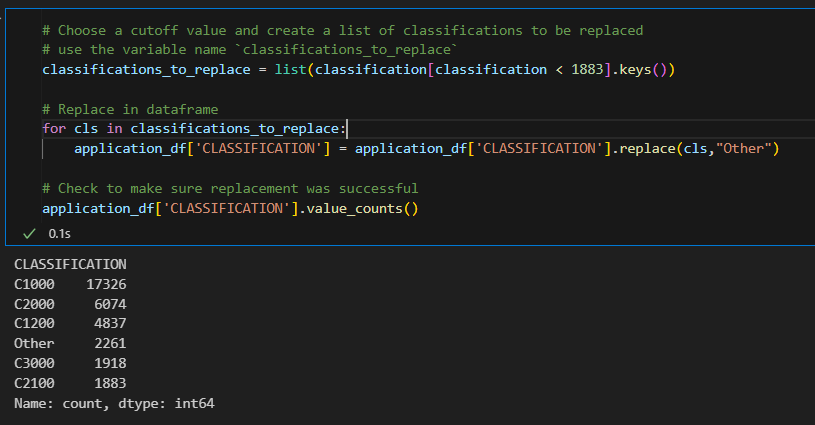 # Choose a cutoff value and create a list of classifications to be replaced
# use the variable name `classifications_to_replace`
classifications_to_replace = list(classification[classification < 1883].keys())
# Replace in dataframe
for cls in classifications_to_replace:
    application_df['CLASSIFICATION'] = application_df['CLASSIFICATION'].replace(cls,"Other")
# Check to make sure replacement was successful
application_df['CLASSIFICATION'].value_counts()
✓ 0.1s
CLASSIFICATION
C1000    17326
C2000     6074
C1200     4837
Other     2261
C3000     1918
C2100     1883
Name: count, dtype: int64